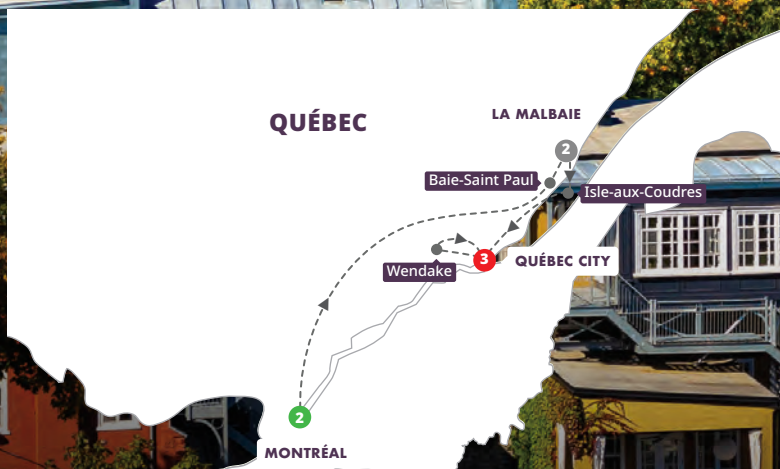 QUÉBEC
LA MALBAIE
2
Baie-Saint Paul
Isle-aux-Coudres
Wendake
3
QUÉBEC CITY
2
MONTRÉAL